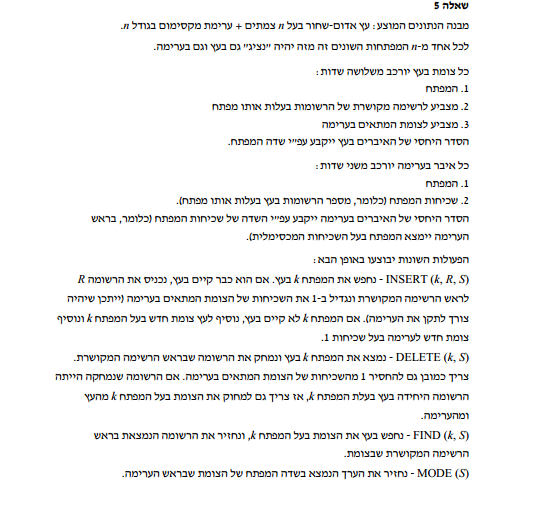 שאלה 5
מבנה הנתונים המוצע: עץ אדום-שחור בעל n צמתים + ערימת מקסימום בגודל n.
לכל אחד מ-n המפתחות השונים זה מזה יהיה "נציג" גם בעץ וגם בערימה.
כל צומת בעץ יורכב משלושה שדות:
1. המפתח
2. מצביע לרשימה מקושרת של הרשומות בעלות אותו מפתח
3. מצביע לצומת המתאים בערימה
הסדר היחסי של האיברים בעץ ייקבע עפ"י שדה המפתח.
כל איבר בערימה יורכב משני שדות:
1. המפתח
2. שכיחות המפתח (כלומר, מספר הרשומות בעץ בעלות אותו מפתח).
הסדר היחסי של האיברים בערימה ייקבע עפ"י השדה של שכיחות המפתח (כלומר, בראש
הערימה יימצא המפתח בעל השכיחות המכסימלית).
הפעולות השונות יבוצעו באופן הבא:
INSERT (k, R, S) - נחפש את המפתח k בעץ. אם הוא כבר קיים בעץ, נכניס את הרשומה R
לראש הרשימה המקושרת ונגדיל ב-1 את השכיחות של הצומת המתאים בערימה (ייתכן שיהיה
צורך לתקן את הערימה). אם המפתח k לא קיים בעץ, נוסיף לעץ צומת חדש בעל המפתח k ונוסיף
צומת חדש לערימה בעל שכיחות 1.
DELETE (k, S) - נמצא את המפתח k בעץ ונמחק את הרשומה שבראש הרשימה המקושרת.
צריך כמובן גם להחסיר 1 מהשכיחות של הצומת המתאים בערימה. אם הרשומה שנמחקה הייתה
הרשומה היחידה בעץ בעלת המפתח k, אז צריך גם למחוק את הצומת בעל המפתח k מהעץ
ומהערימה.
FIND (k, S) - נחפש בעץ את הצומת בעל המפתח k, ונחזיר את הרשומה הנמצאת בראש
הרשימה המקושרת שבצומת.
MODE (S) - נחזיר את הערך הנמצא בשדה המפתח של הצומת שבראש הערימה.